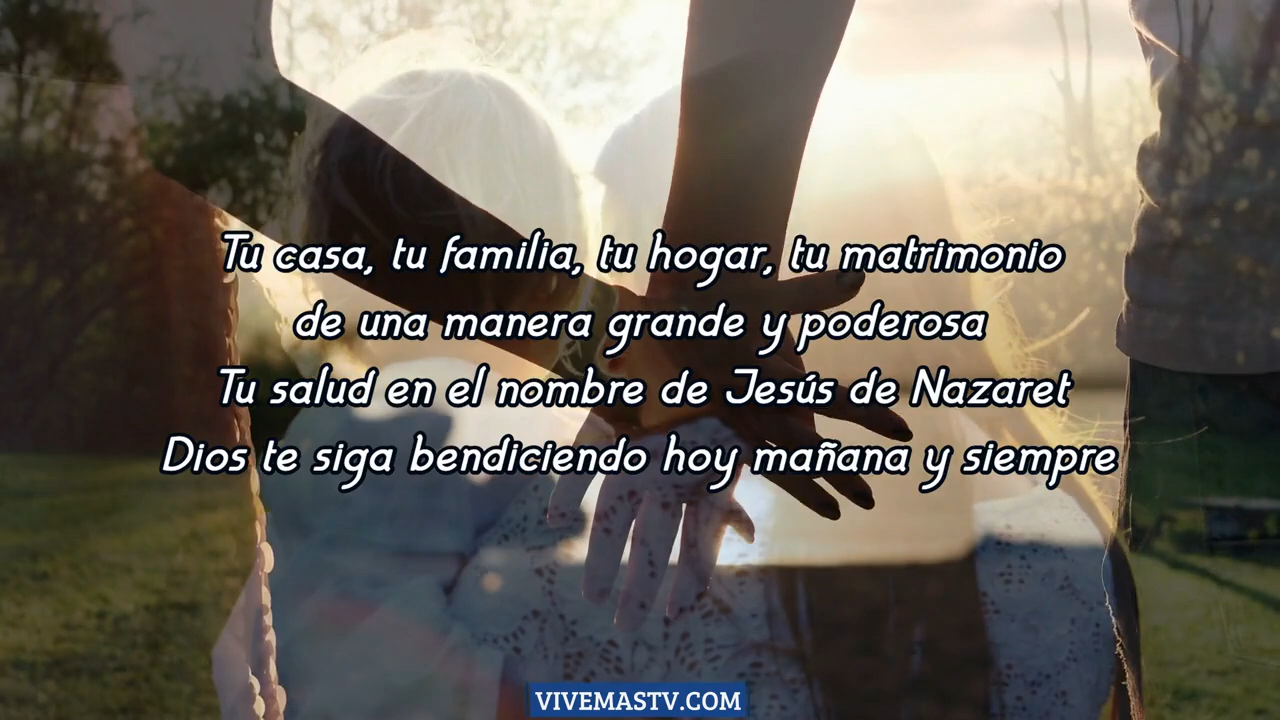 Tu casa, tu familia, tu hogar, tu matrimonio
de una manera grande y poderosa
Tu salud en el nombre de Jesús de Nazaret
Dios te siga bendiciendo hoy mañana y siempre
VIVEMASTV.COM